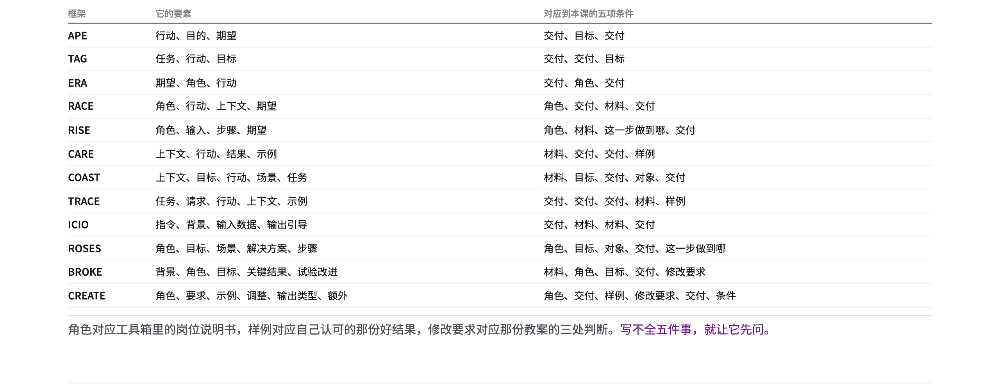 框架 它的要素 对应到本课的五项条件
APE 行动、目的、期望 交付、目标、交付
TAG 任务、行动、目标 交付、交付、目标
ERA 期望、角色、行动 交付、角色、交付
RACE 角色、行动、上下文、期望 角色、交付、材料、交付
RISE 角色、输入、步骤、期望 角色、材料、这一步做到哪、交付
CARE 上下文、行动、结果、示例 材料、交付、交付、样例
COAST 上下文、目标、行动、场景、任务 材料、目标、交付、对象、交付
TRACE 任务、请求、行动、上下文、示例 交付、交付、交付、材料、样例
ICIO 指令、背景、输入数据、输出引导 交付、材料、材料、交付
ROSES 角色、目标、场景、解决方案、步骤 角色、目标、对象、交付、这一步做到哪
BROKE 背景、角色、目标、关键结果、试验改进 材料、角色、目标、交付、修改要求
CREATE 角色、要求、示例、调整、输出类型、额外 角色、交付、样例、修改要求、交付、条件
角色对应工具箱里的岗位说明书，样例对应自己认可的那份好结果，修改要求对应那份教案的三处判断。写不全五件事，就让它先问。